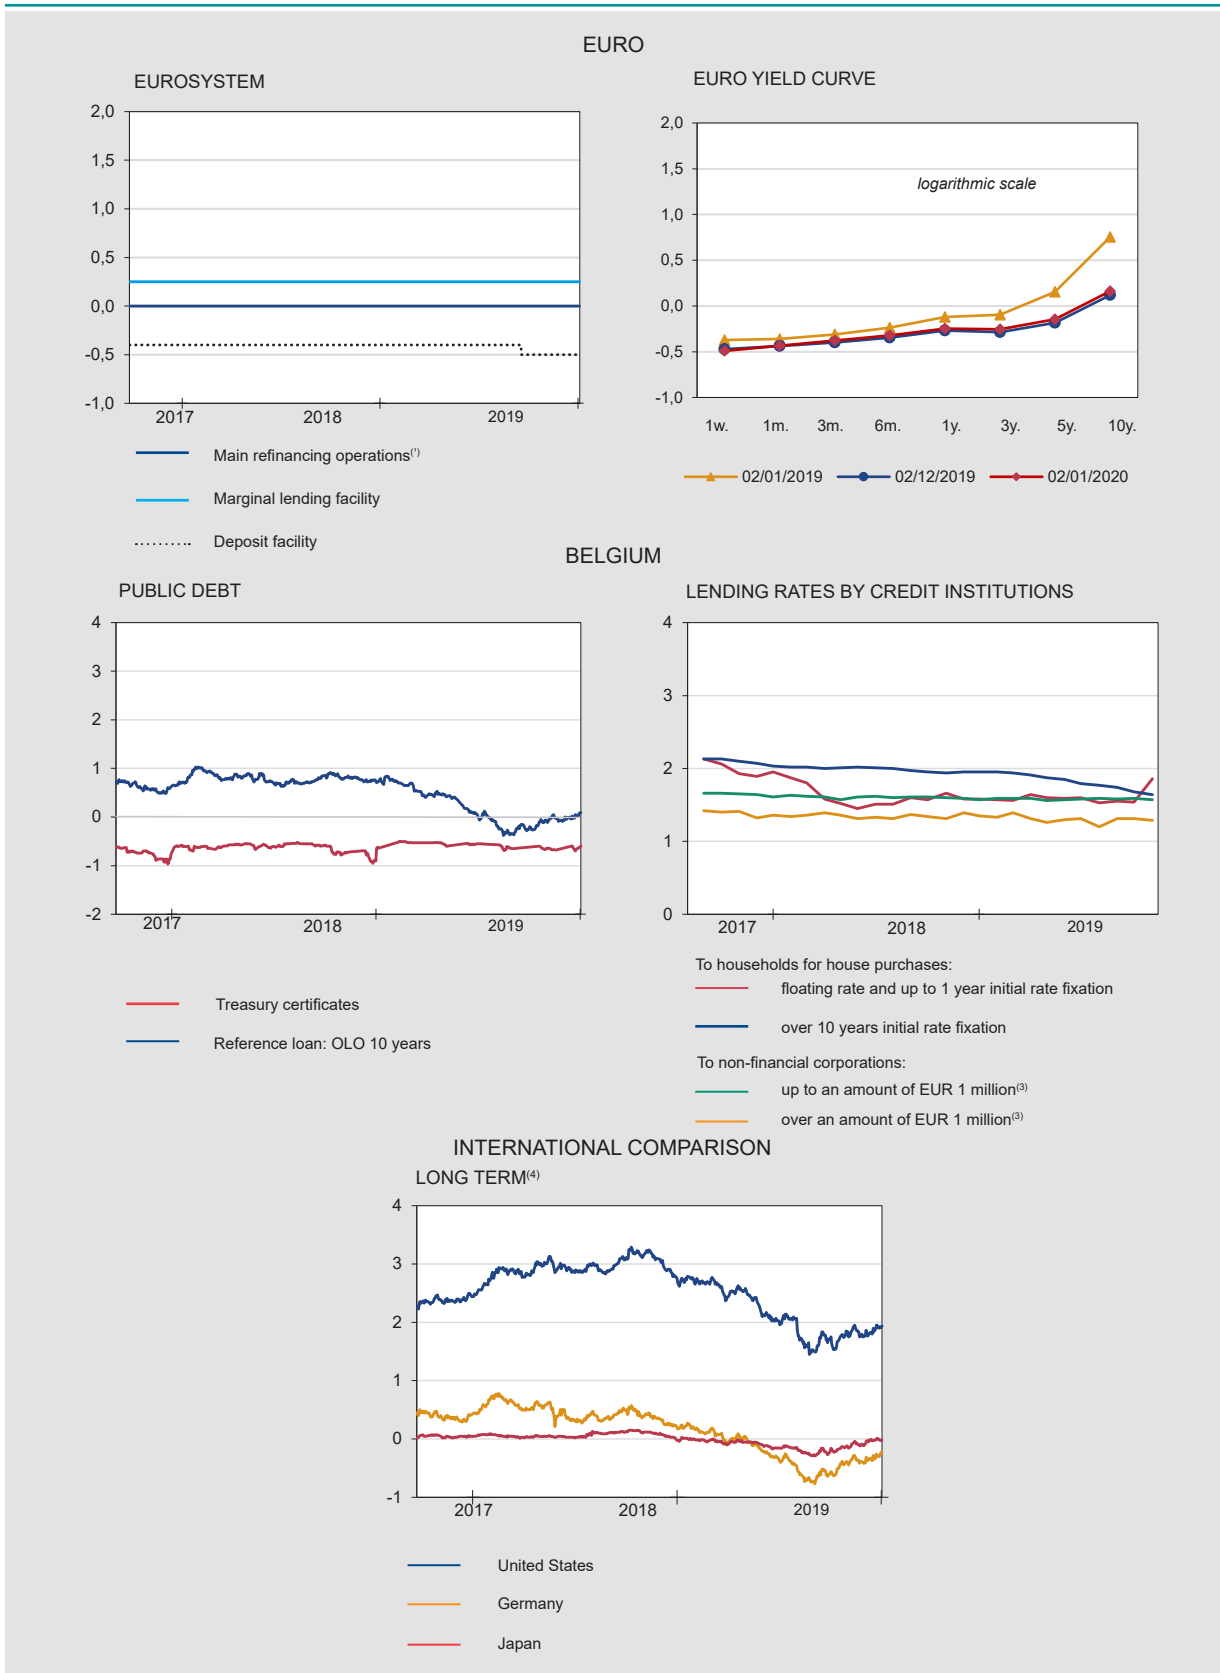 EURO
EUROSYSTEM
2,0
1,5
1,0
0,5
0,0
-0,5
-1,0
2017 2018 2019
Main refinancing operations(¹)
Marginal lending facility
Deposit facility
EURO YIELD CURVE
2,0
1,5
1,0
0,5
0,0
-0,5
-1,0
logarithmic scale
1w. 1m. 3m. 6m. 1y. 3y. 5y. 10y.
02/01/2019 02/12/2019 02/01/2020
BELGIUM
PUBLIC DEBT
4
3
2
1
0
-1
-2
2017 2018 2019
Treasury certificates
Reference loan: OLO 10 years
LENDING RATES BY CREDIT INSTITUTIONS
4
3
2
1
0
2017 2018 2019
To households for house purchases:
floating rate and up to 1 year initial rate fixation
over 10 years initial rate fixation
To non-financial corporations:
up to an amount of EUR 1 million(3)
over an amount of EUR 1 million(3)
INTERNATIONAL COMPARISON
LONG TERM(4)
4
3
2
1
0
-1
2017 2018 2019
United States
Germany
Japan